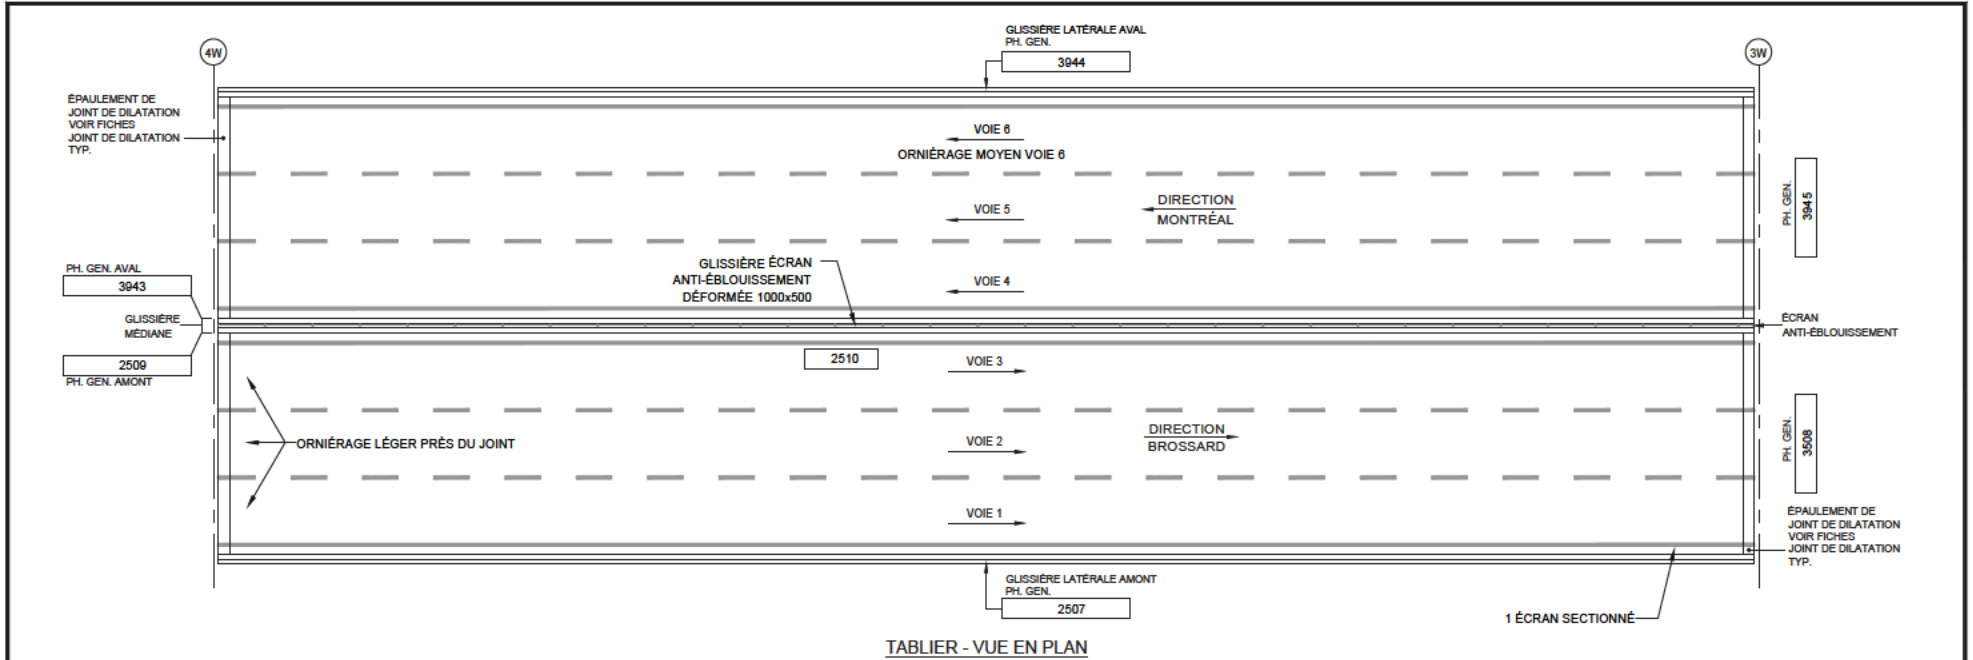 GLISSIÈRE LATÉRALE AVAL
PH. GEN.
3944
4W
3W
ÉPAULEMENT DE
JOINT DE DILATATION
VOIR FICHES
JOINT DE DILATATION
TYP.
VOIE 6
ORNIÉRAGE MOYEN VOIE 6
VOIE 5
DIRECTION
MONTRÉAL
PH. GEN.
3945
GLISSIÈRE ÉCRAN
ANTI-ÉBLOUISSEMENT
DÉFORMÉE 1000x500
VOIE 4
PH. GEN. AVAL
3943
GLISSIÈRE
MÉDIANE
2509
PH. GEN. AMONT
ÉCRAN
ANTI-ÉBLOUISSEMENT
2510
VOIE 3
ORNIÉRAGE LÉGER PRÈS DU JOINT
VOIE 2
DIRECTION
BROSSARD
PH. GEN.
3508
VOIE 1
ÉPAULEMENT DE
JOINT DE DILATATION
VOIR FICHES
JOINT DE DILATATION
TYP.
GLISSIÈRE LATÉRALE AMONT
PH. GEN.
2507
1 ÉCRAN SECTIONNÉ
TABLIER - VUE EN PLAN